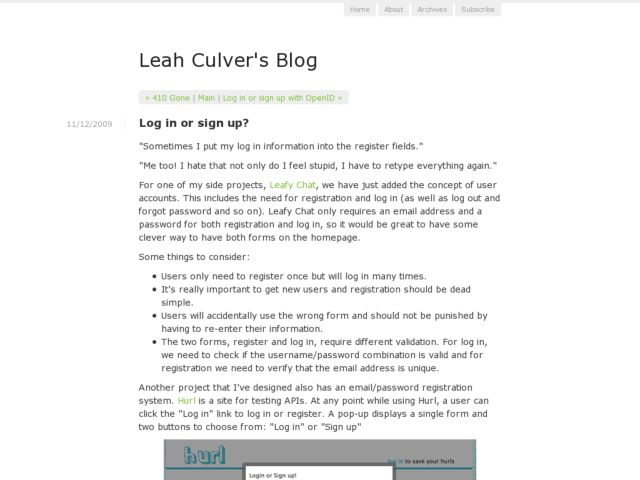 Home About Archives Subscribe
Leah Culver's Blog
« 410 Gone | Main | Log in or sign up with OpenID »
11/12/2009
Log in or sign up?
"Sometimes I put my log in information into the register fields."
"Me too! I hate that not only do I feel stupid, I have to retype everything again."
For one of my side projects, Leafy Chat, we have just added the concept of user
accounts. This includes the need for registration and log in (as well as log out and
forgot password and so on). Leafy Chat only requires an email address and a
password for both registration and log in, so it would be great to have some
clever way to have both forms on the homepage.
Some things to consider:
• Users only need to register once but will log in many times.
• It's really important to get new users and registration should be dead
simple.
• Users will accidentally use the wrong form and should not be punished by
having to re-enter their information.
• The two forms, register and log in, require different validation. For log in,
we need to check if the username/password combination is valid and for
registration we need to verify that the email address is unique.
Another project that I've designed also has an email/password registration
system. Hurl is a site for testing APIs. At any point while using Hurl, a user can
click the "Log in" link to log in or register. A pop-up displays a single form and
two buttons to choose from: "Log in" or "Sign up"
hurl
log in to save your hurls
Login or Sign up!